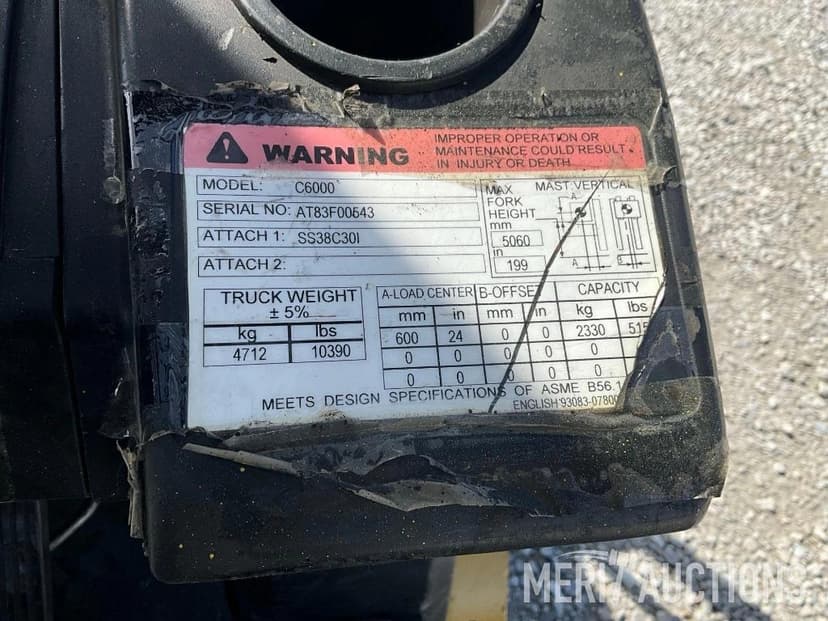 WARNING
IMPROPER OPERATION OR
MAINTENANCE COULD RESULT
IN INJURY OR DEATH
MODEL: C6000
SERIAL NO: AT83F00543
ATTACH 1: SS38C30I
ATTACH 2:
MAX
FORK
HEIGHT
mm
5060
in
199
MAST VERTICAL
TRUCK WEIGHT
± 5%
kg lbs
4712 10390
A-LOAD CENTER B-OFFSET CAPACITY
mm in mm in kg lbs
600 24 0 0 2330
0 0 0 0 0
0 0 0 0 0
MEETS DESIGN SPECIFICATIONS OF ASME B56.1
ENGLISH 93083-07800
MERIT AUCTIONS